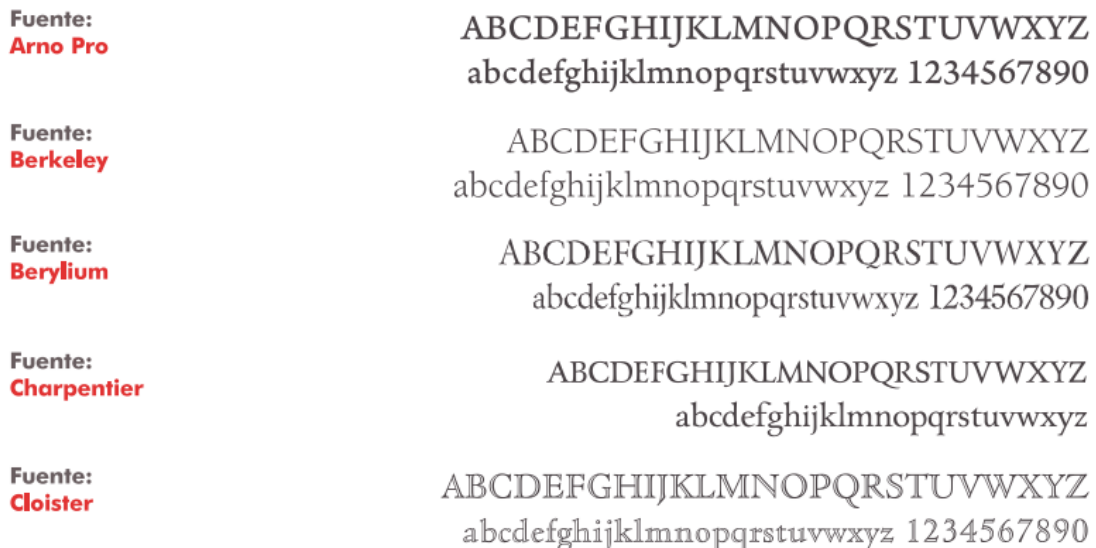 Fuente:
Arno Pro
ABCDEFGHIJKLMNOPQRSTUVWXYZ
abcdefghijklmnopqrstuvwxyz 1234567890
Fuente:
Berkeley
ABCDEFGHIJKLMNOPQRSTUVWXYZ
abcdefghijklmnopqrstuvwxyz 1234567890
Fuente:
Berylium
ABCDEFGHIJKLMNOPQRSTUVWXYZ
abcdefghijklmnopqrstuvwxyz 1234567890
Fuente:
Charpentier
ABCDEFGHIJKLMNOPQRSTUVWXYZ
abcdefghijklmnopqrstuvwxyz
Fuente:
Cloister
ABCDEFGHIJKLMNOPQRSTUVWXYZ
abcdefghijklmnopqrstuvwxyz 1234567890